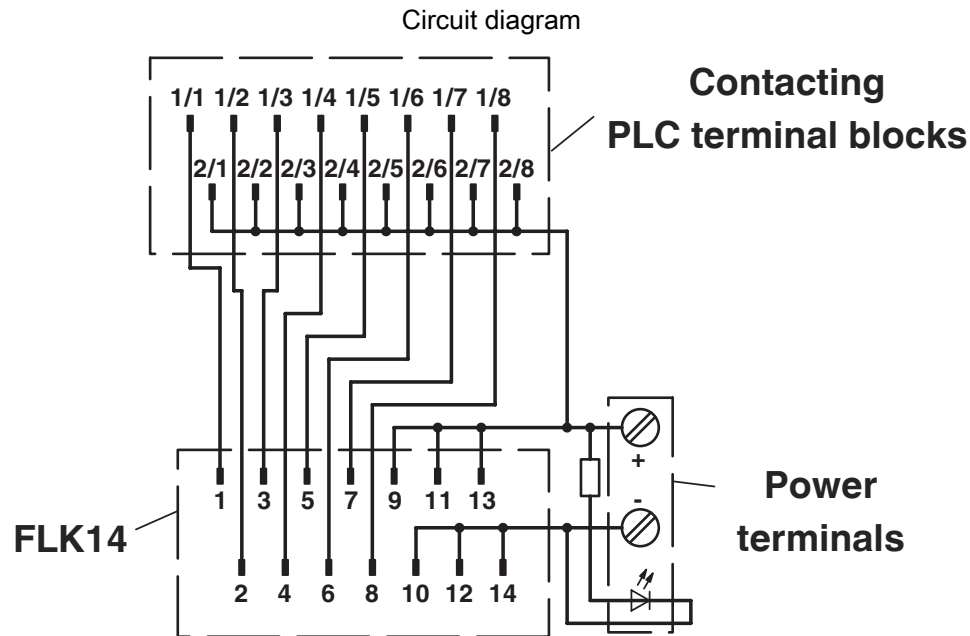 Circuit diagram
1/1 1/2 1/3 1/4 1/5 1/6 1/7 1/8
2/1 2/2 2/3 2/4 2/5 2/6 2/7 2/8
Contacting
PLC terminal blocks
+
-
1 3 5 7 9 11 13
2 4 6 8 10 12 14
FLK14
Power
terminals